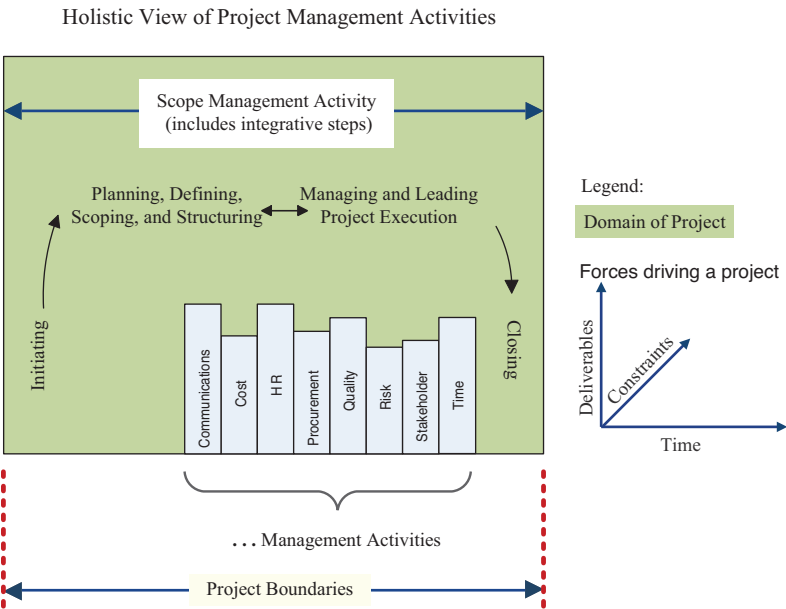 Holistic View of Project Management Activities
Scope Management Activity
(includes integrative steps)
Planning, Defining,
Scoping, and Structuring
Managing and Leading
Project Execution
Initiating
Closing
Communications
Cost
HR
Procurement
Quality
Risk
Stakeholder
Time
... Management Activities
Project Boundaries
Legend:
Domain of Project
Forces driving a project
Deliverables
Constraints
Time